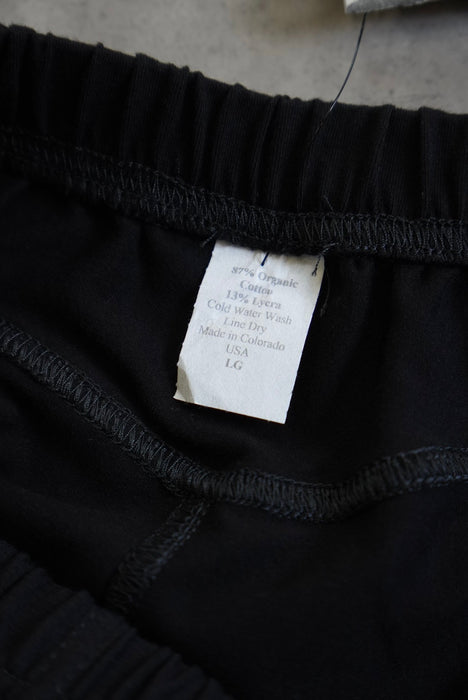 87% Organic
Cotton
13% Lycra
Cold Water Wash
Line Dry
Made in Colorado
USA
LG